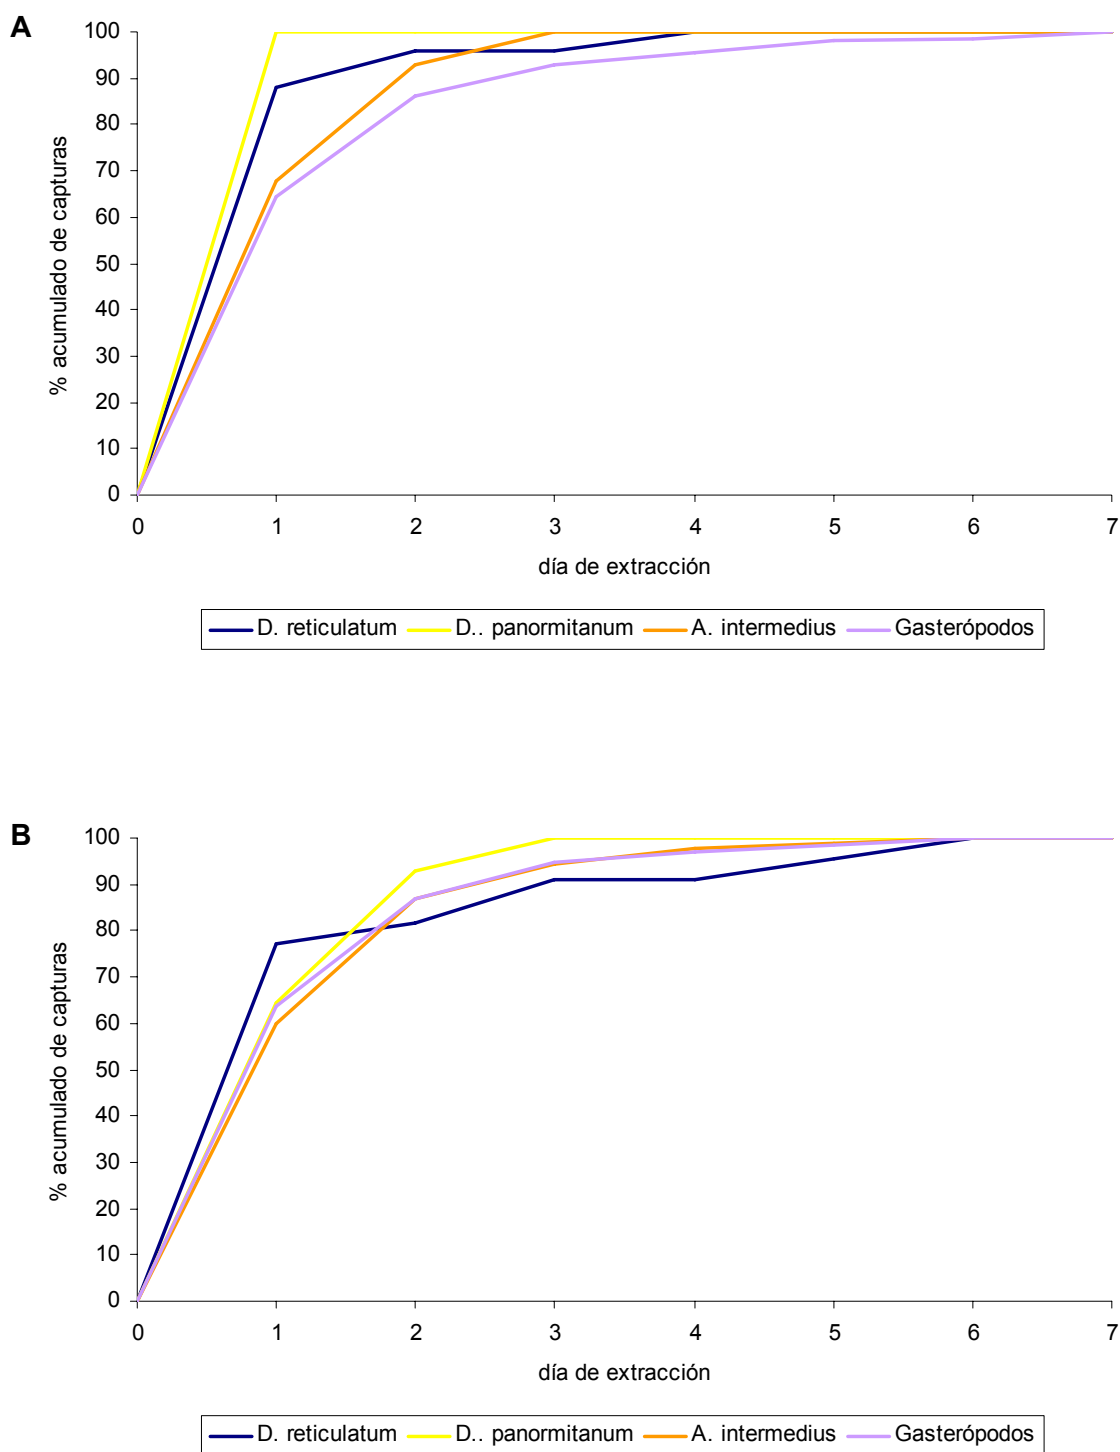 A
100
90
80
70
60
50
40
30
20
10
0
% acumulado de capturas
0 1 2 3 4 5 6 7
día de extracción
D. reticulatum D.. panormitanum A. intermedius Gasterópodos
B
100
90
80
70
60
50
40
30
20
10
0
% acumulado de capturas
0 1 2 3 4 5 6 7
día de extracción
D. reticulatum D.. panormitanum A. intermedius Gasterópodos